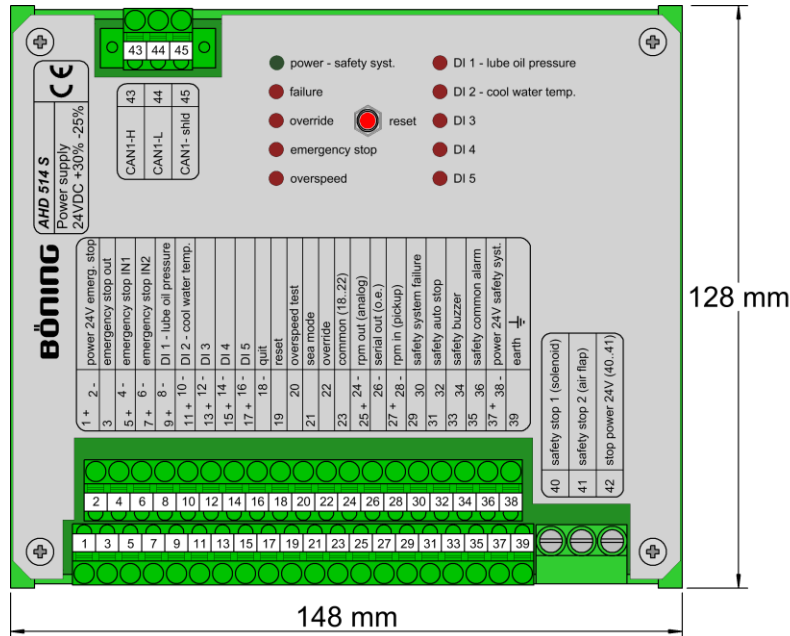 43 44 45
43 44 45
CAN1-H
CAN1-L
CAN1- shld
CE
AHD 514 S
Power supply
24VDC +30% -25%
BÖNING
power - safety syst.
failure
override
emergency stop
overspeed
reset
DI 1 - lube oil pressure
DI 2 - cool water temp.
DI 3
DI 4
DI 5
1 + 2 - power 24V emerg. stop
3 emergency stop out
5 + 4 - emergency stop IN1
7 + 6 - emergency stop IN2
9 + 8 - DI 1 - lube oil pressure
11 + 10 - DI 2 - cool water temp.
13 + 12 - DI 3
15 + 14 - DI 4
17 + 16 - DI 5
18 - quit
19 reset
20 overspeed test
21 sea mode
22 override
23 common (18..22)
25 + 24 - rpm out (analog)
26 - serial out (o.e.)
27 + 28 - rpm in (pickup)
29 30 safety system failure
31 32 safety auto stop
33 34 safety buzzer
35 36 safety common alarm
37 + 38 - power 24V safety syst.
39 earth
40 safety stop 1 (solenoid)
41 safety stop 2 (air flap)
42 stop power 24V (40..41)
2 4 6 8 10 12 14 16 18 20 22 24 26 28 30 32 34 36 38
1 3 5 7 9 11 13 15 17 19 21 23 25 27 29 31 33 35 37 39
128 mm
148 mm